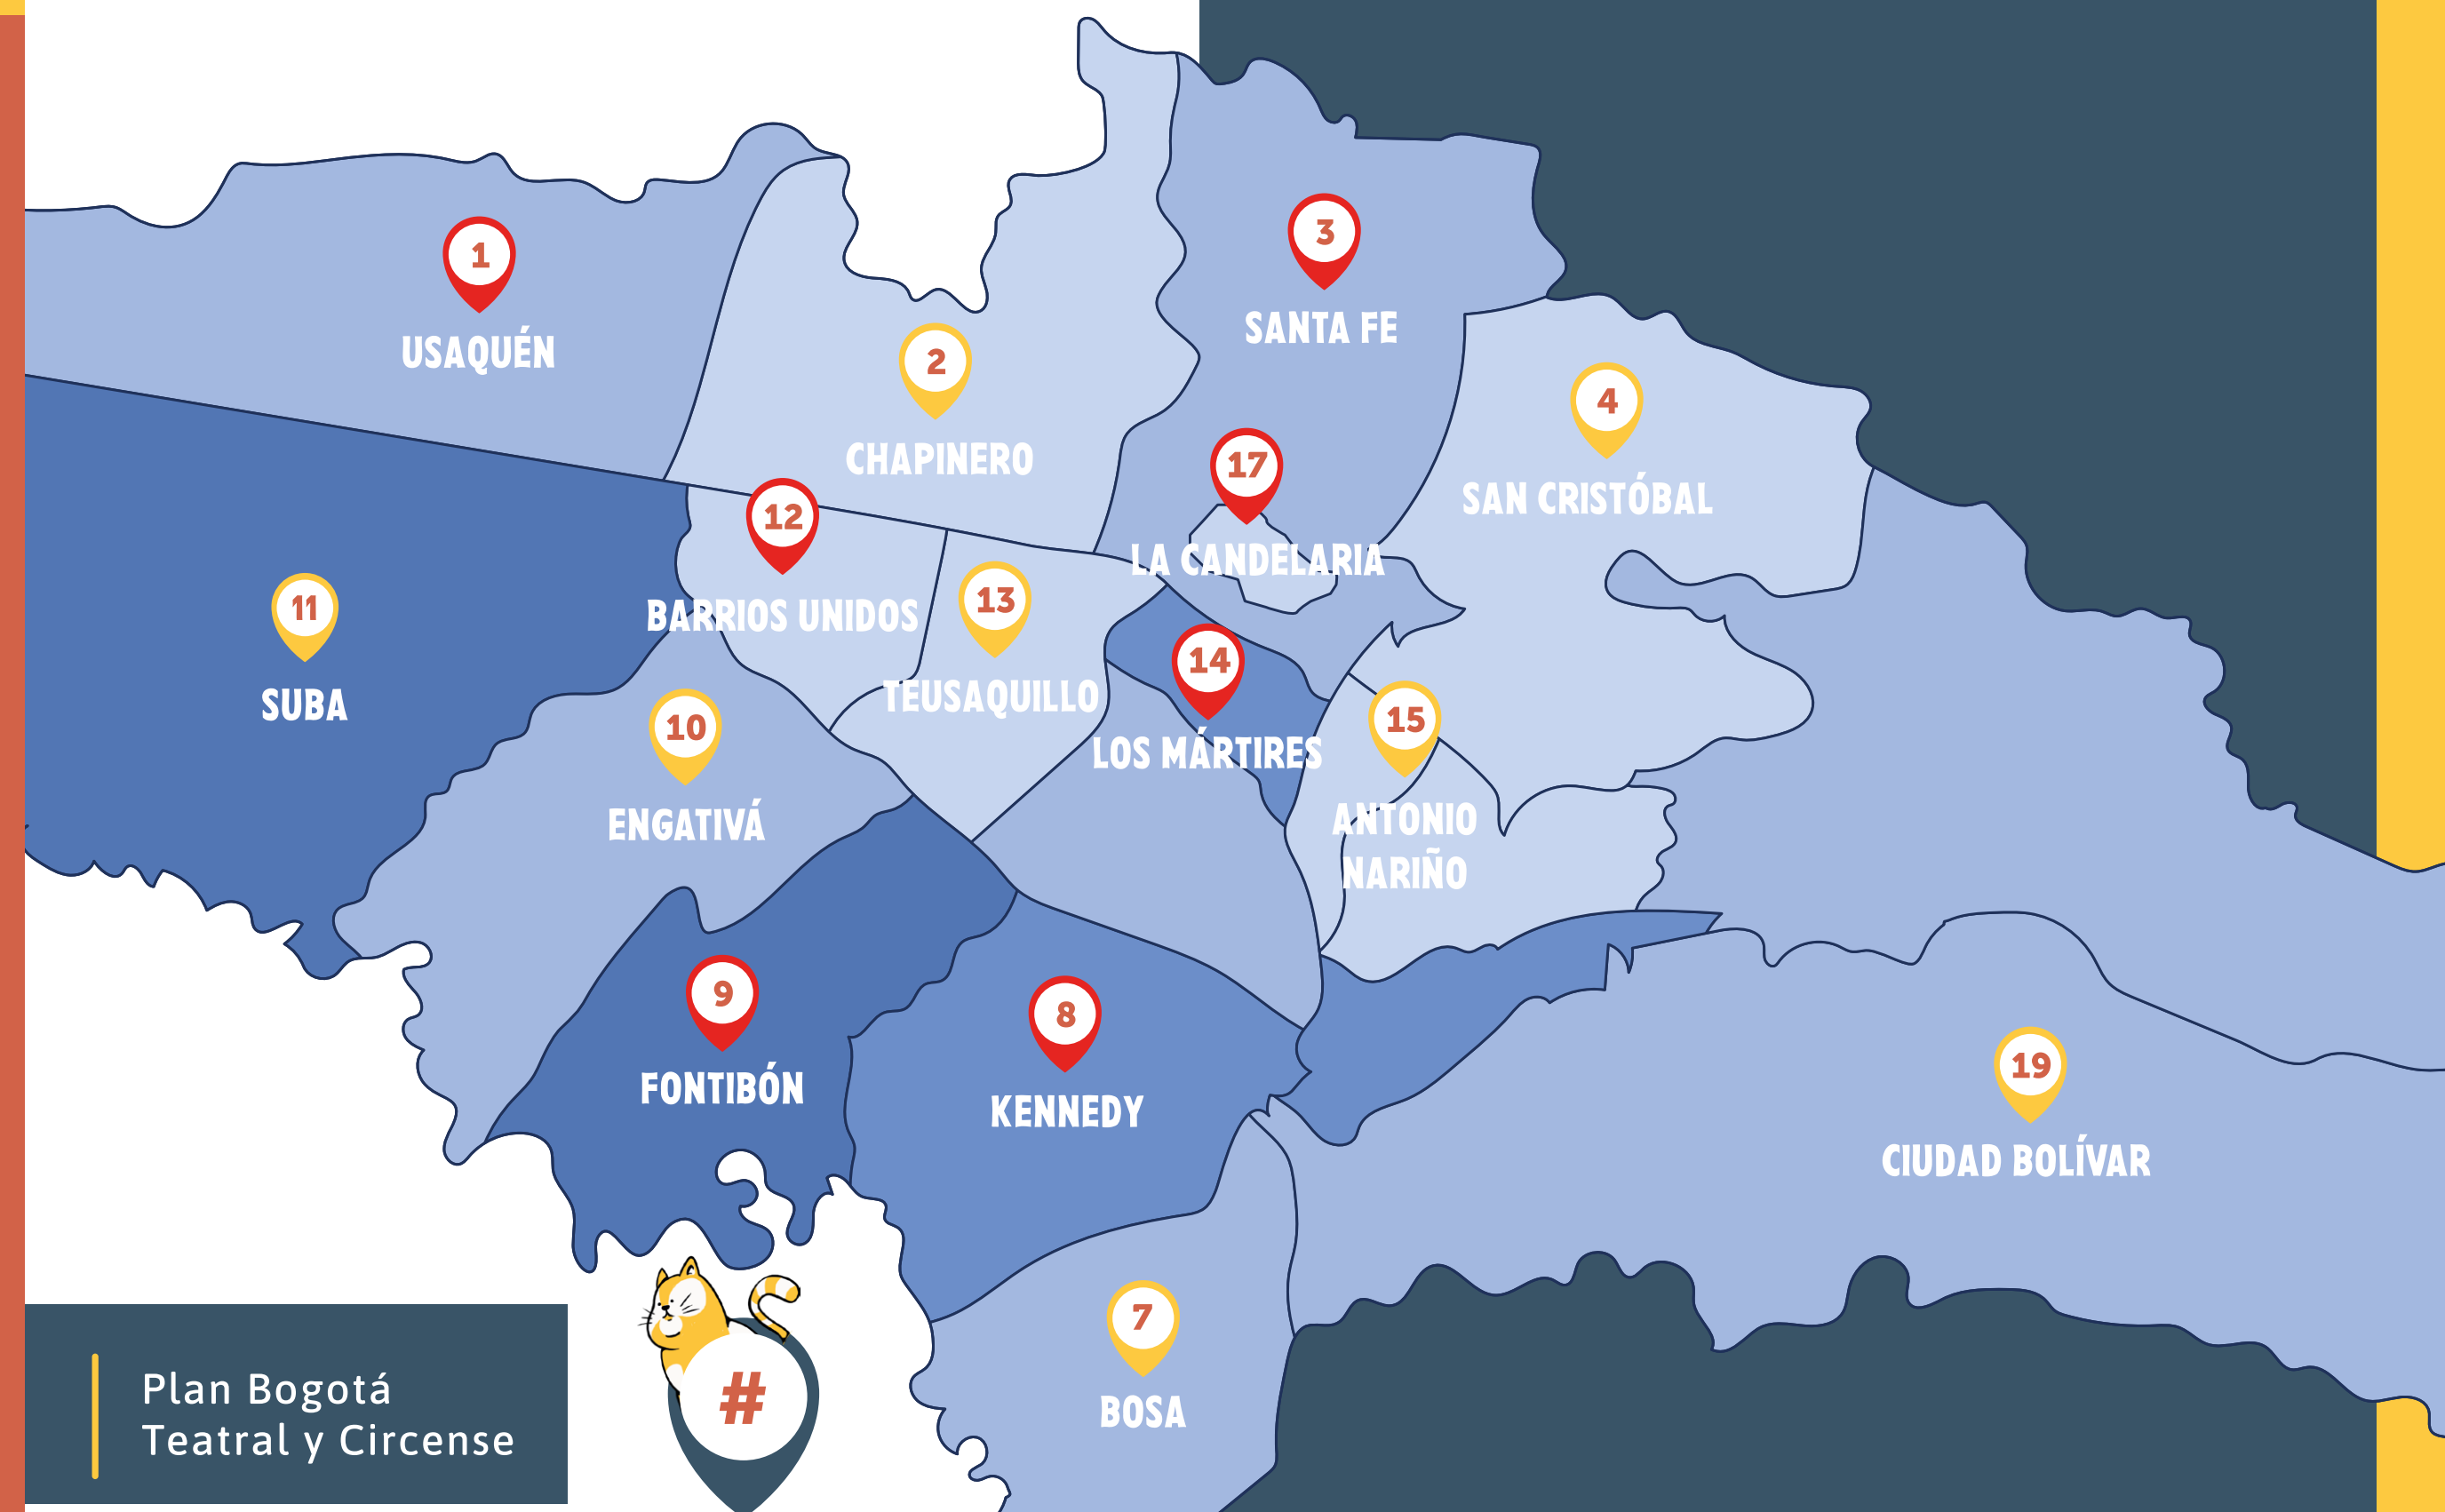 3
SANTA FE
1
USAQUÉN
2
CHAPINERO
4
SAN CRISTÓBAL
17
LA CANDELARIA
12
BARRIOS UNIDOS
13
TEUSAQUILLO
11
SUBA
14
LOS MÁRTIRES
10
ENGATIVÁ
15
ANTONIO
NARIÑO
9
FONTIBÓN
8
KENNEDY
19
CIUDAD BOLÍVAR
7
BOSA
#
Plan Bogotá
Teatral y Circense